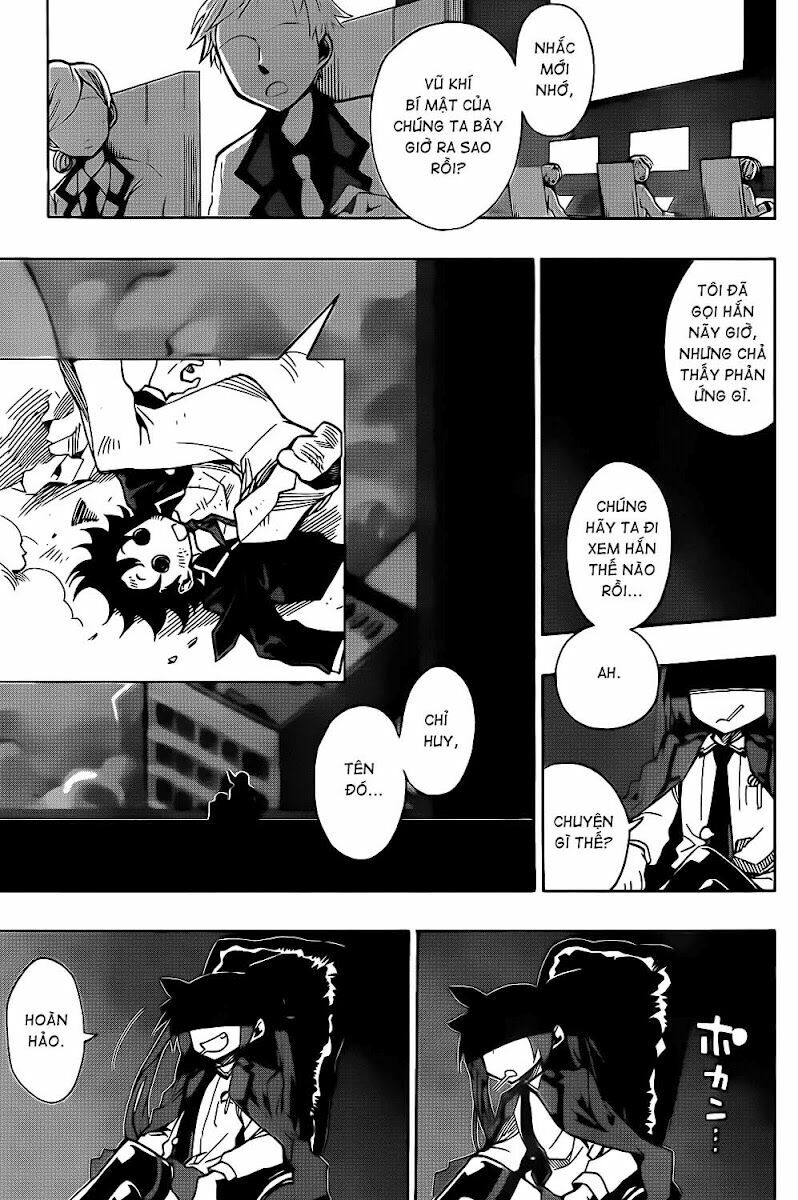 NHẮC
MỚI
NHỚ,
VŨ KHÍ
BÍ MẬT CỦA
CHÚNG TA BÂY
GIỜ RA SAO
RỒI?
TÔI ĐÃ
GỌI HẮN
NÃY GIỜ,
NHƯNG CHẢ
THẤY PHẢN
ỨNG GÌ.
CHÚNG
HÃY TA ĐI
XEM HẮN
THẾ NÀO
RỒI...
AH.
CHUYỆN
GÌ THẾ?
CHỈ
HUY,
TÊN
ĐÓ...
ポカン...
HOÀN
HẢO.